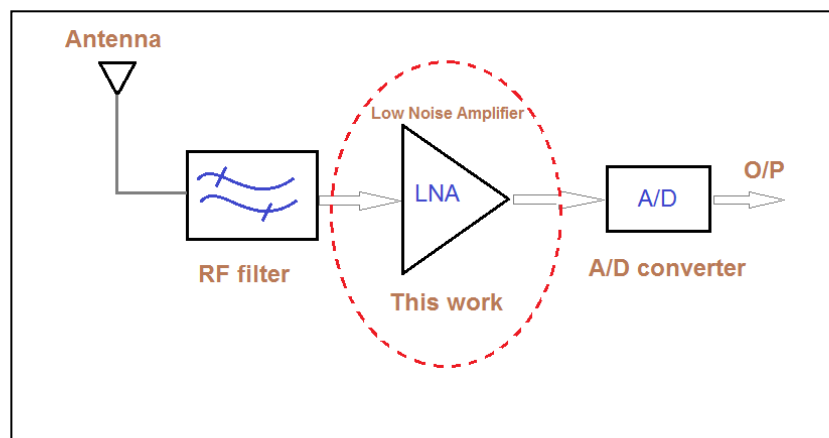 Antenna
Low Noise Amplifier
LNA
A/D
O/P
RF filter
This work
A/D converter